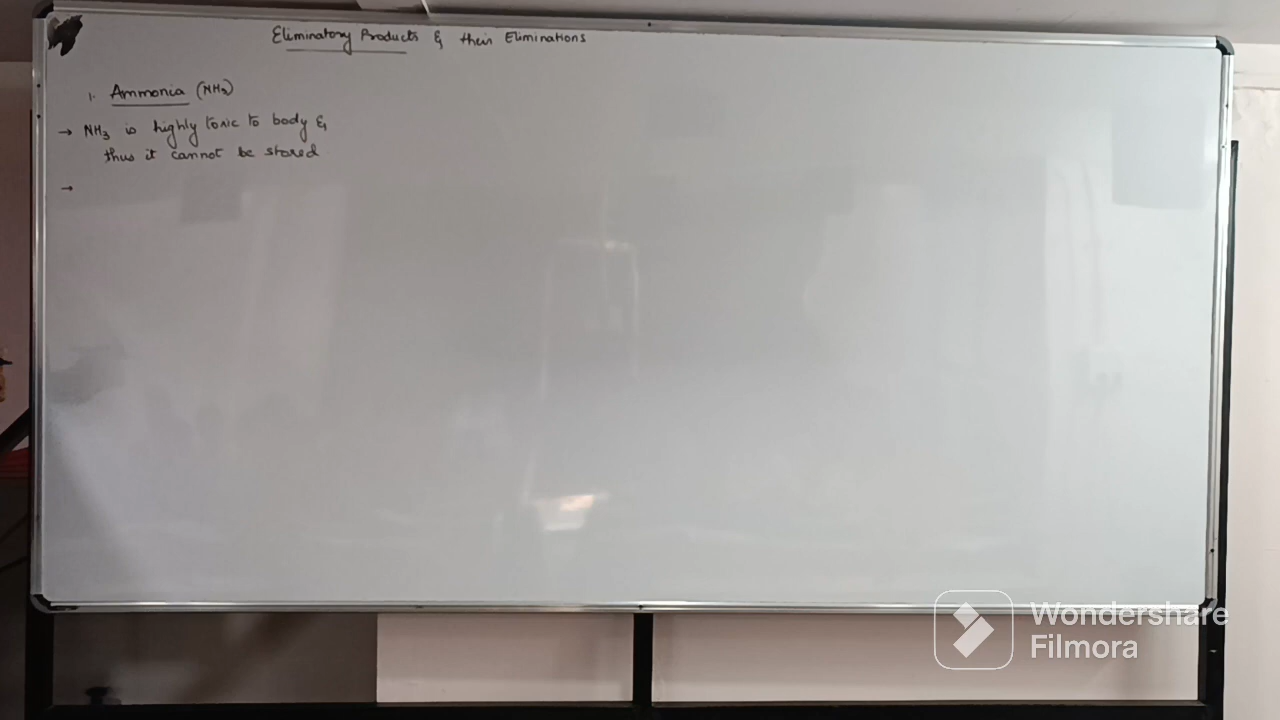 Eliminatory Products & their Eliminations
1. Ammonia (NH3)
→ NH3 is highly toxic to body &
thus it cannot be stored
→
Wondershare
Filmora